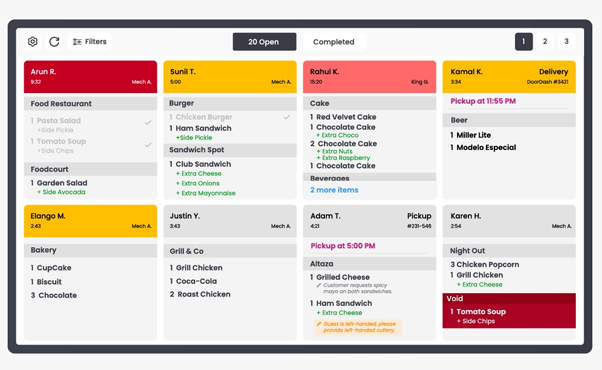 Filters
20 Open
Completed
1
2
3
Arun R.
9:32 Mech A.
Food Restaurant
1 Pasta Salad
+Side Pickle
1 Tomato Soup
+Side Chips
Foodcourt
1 Garden Salad
+ Side Avocada
Sunil T.
5:00 Mech A.
Burger
1 Chicken Burger
1 Ham Sandwich
+Side Pickle
Sandwich Spot
1 Club Sandwich
+ Extra Cheese
+ Extra Onions
+ Extra Mayonnaise
Rahul K.
15:20 King G.
Cake
1 Red Velvet Cake
1 Chocolate Cake
+ Extra Choco
2 Chocolate Cake
+ Extra Nuts
+ Extra Raspberry
1 Chocolate Cake
Beverages
2 more items
Kamal K. Delivery
3:34 DoorDash #3421
Pickup at 11:55 PM
Beer
1 Miller Lite
1 Modelo Especial
Elango M.
2:43 Mech A.
Bakery
1 CupCake
1 Biscuit
3 Chocolate
Justin Y.
3:43 Mech A.
Grill & Co
1 Grill Chicken
1 Coca-Cola
2 Roast Chicken
Adam T. Pickup
4:21 #231-546
Pickup at 5:00 PM
Altaza
1 Grilled Cheese
Customer requests spicy
mayo on both sandwiches.
1 Ham Sandwich
+ Extra Cheese
Guest is left-handed, please
provide left-handed cutlery.
Karen H.
2:54 Mech A.
Night Out
3 Chicken Popcorn
1 Grill Chicken
+ Extra Cheese
Void
1 Tomato Soup
+ Side Chips